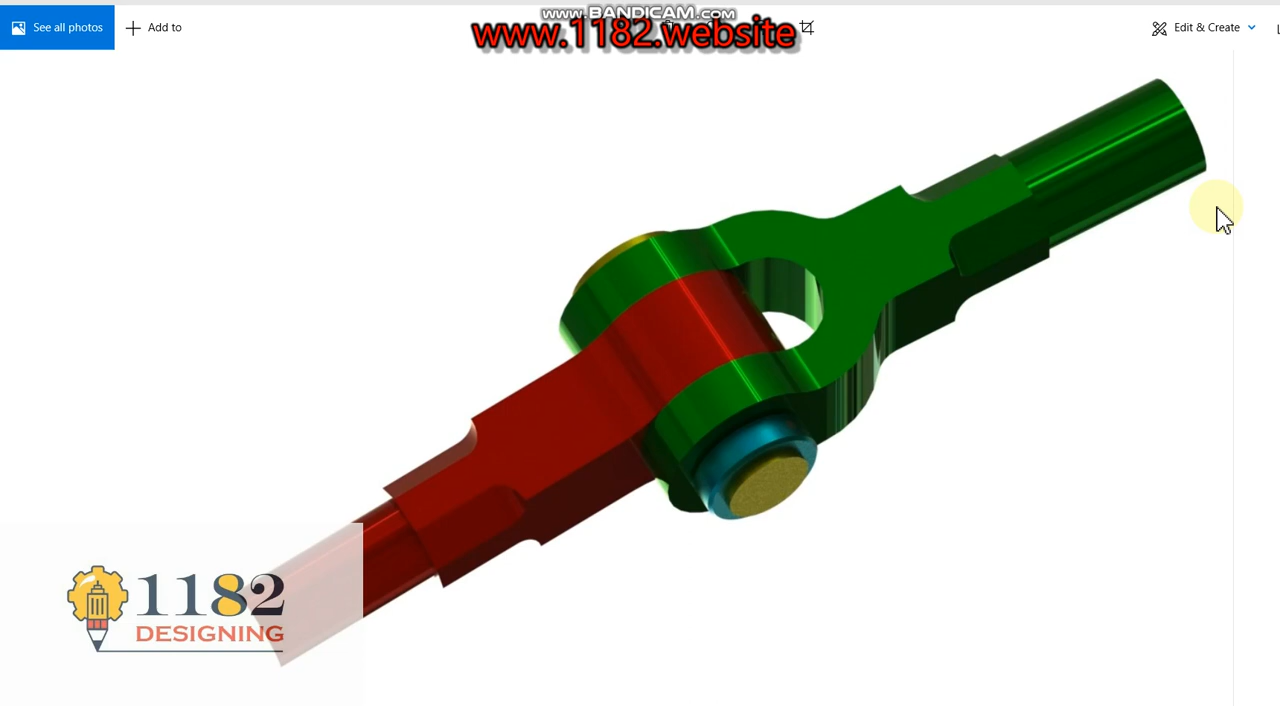 www.BANDICAM.com
See all photos
Add to
www.1182.website
Edit & Create
1182
DESIGNING